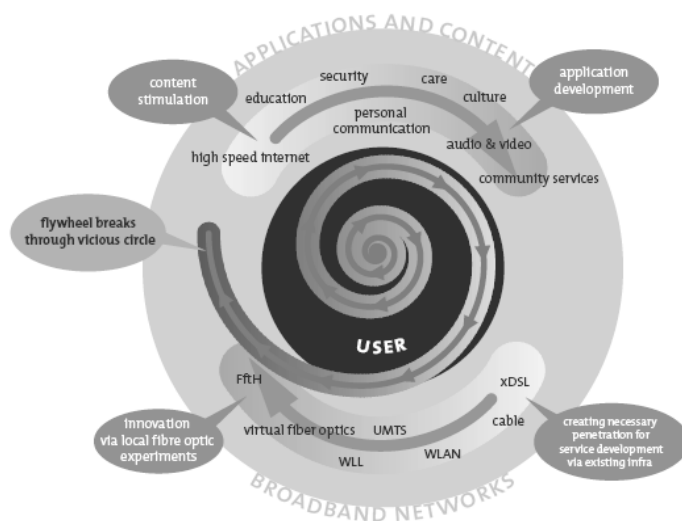 APPLICATIONS AND CONTENT
content
stimulation
security
care
application
development
education
culture
personal
communication
audio & video
high speed internet
community services
flywheel breaks
through vicious circle
USER
FftH
xDSL
innovation
via local fibre optic
experiments
virtual fiber optics
UMTS
cable
creating necessary
penetration for
service development
via existing infra
WLL
WLAN
BROADBAND NETWORKS